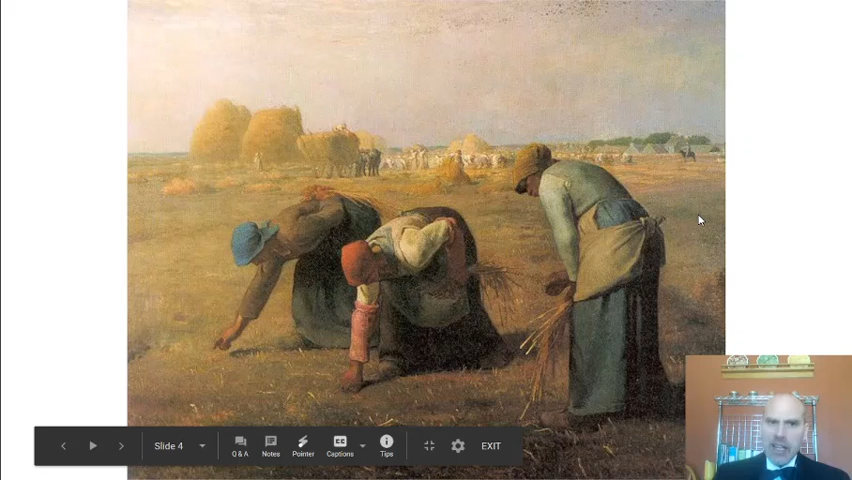 Slide 4
Q & A
Notes
Pointer
Captions
Tips
EXIT